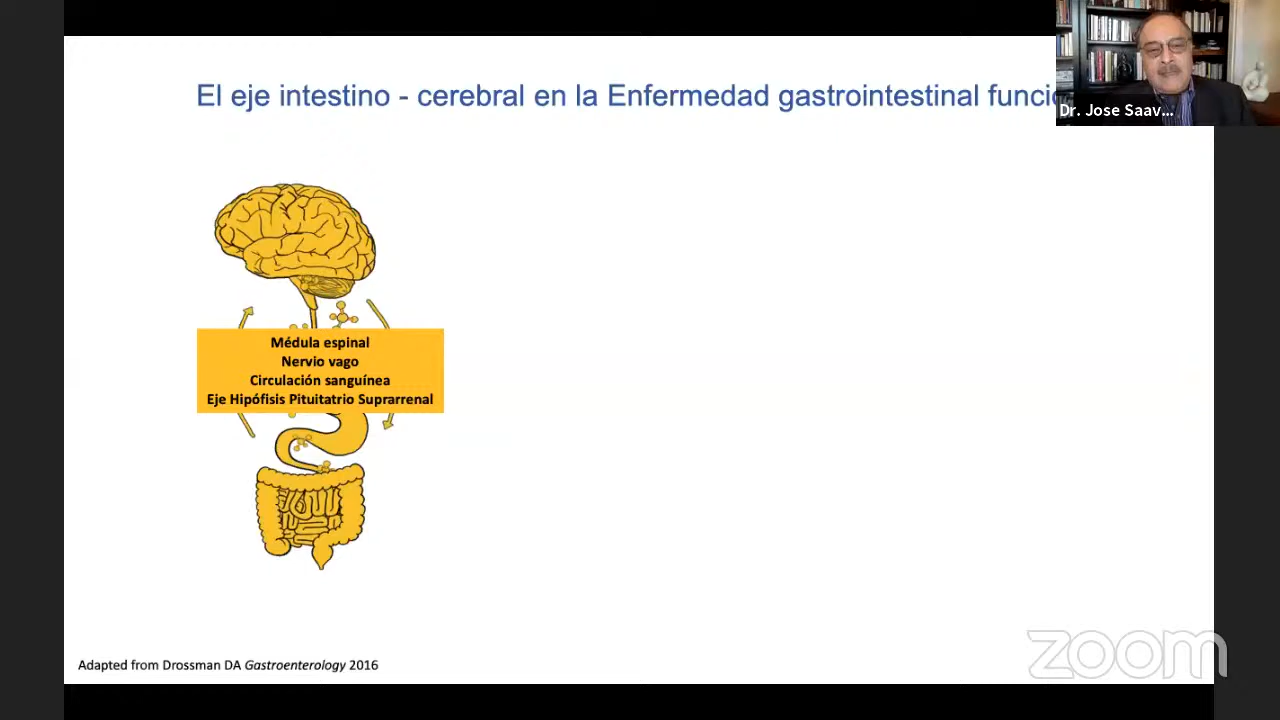 El eje intestino - cerebral en la Enfermedad gastrointestinal
Dr. Jose Saav...
Médula espinal
Nervio vago
Circulación sanguínea
Eje Hipófisis Pituitatrio Suprarrenal
Adapted from Drossman DA Gastroenterology 2016
zoom